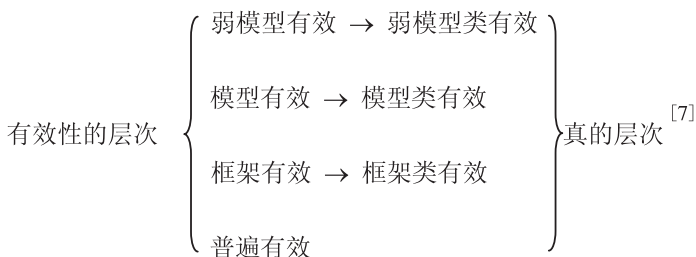 弱模型有效 → 弱模型类有效
模型有效 → 模型类有效
有效性的层次
真的层次[7]
框架有效 → 框架类有效
普遍有效